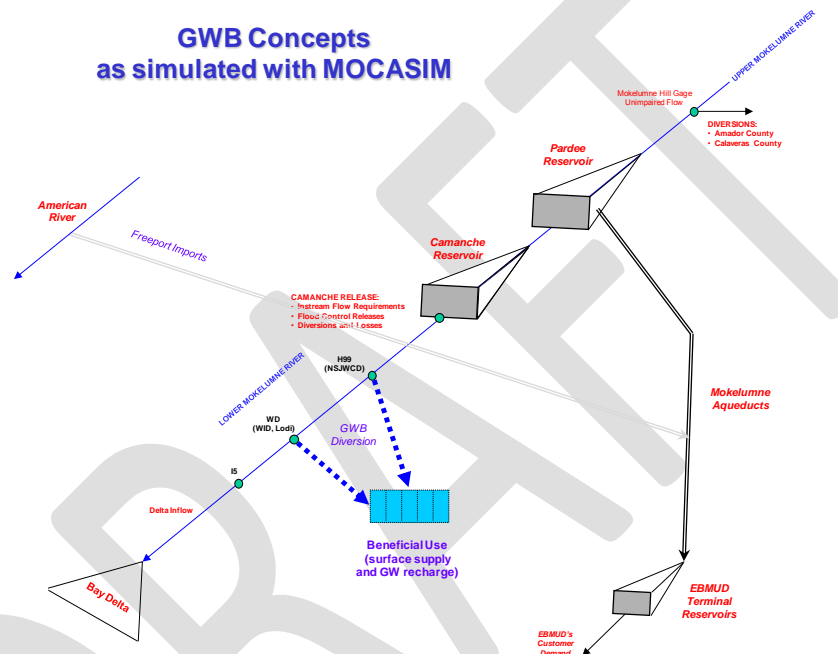 GWB Concepts
as simulated with MOCASIM
UPPER MOKELUMNE RIVER
Mokelumne Hill Gage
Unimpaired Flow
DIVERSIONS:
• Amador County
• Calaveras County
Pardee
Reservoir
American
River
Freeport Imports
Camanche
Reservoir
CAMANCHE RELEASE:
• Instream Flow Requirements
• Flood Control Releases
• Diversions and Losses
H99
(NSJWCD)
LOWER MOKELUMNE RIVER
Mokelumne
Aqueducts
WD
(WID, Lodi)
GWB
Diversion
I5
Delta Inflow
Beneficial Use
(surface supply
and GW recharge)
Bay Delta
EBMUD
Terminal
Reservoirs
EBMUD's
Customer
Demand
DRAFT